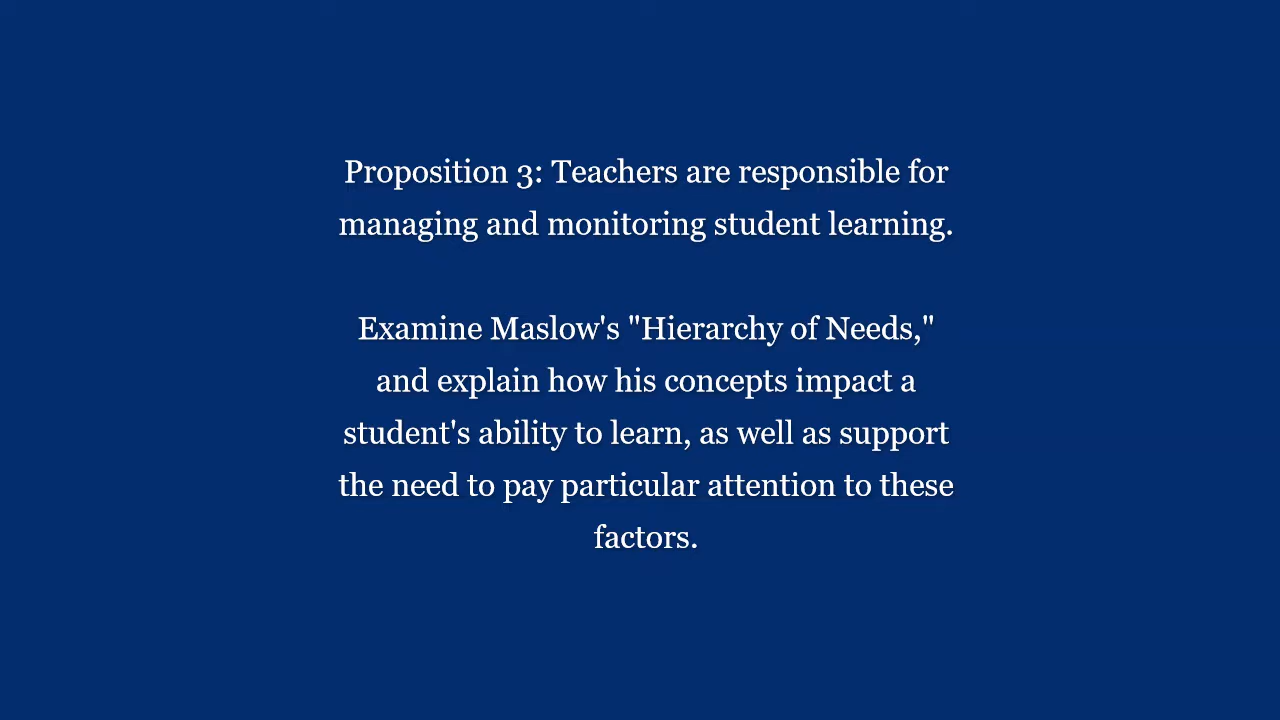 Proposition 3: Teachers are responsible for
managing and monitoring student learning.
Examine Maslow's "Hierarchy of Needs,"
and explain how his concepts impact a
student's ability to learn, as well as support
the need to pay particular attention to these
factors.